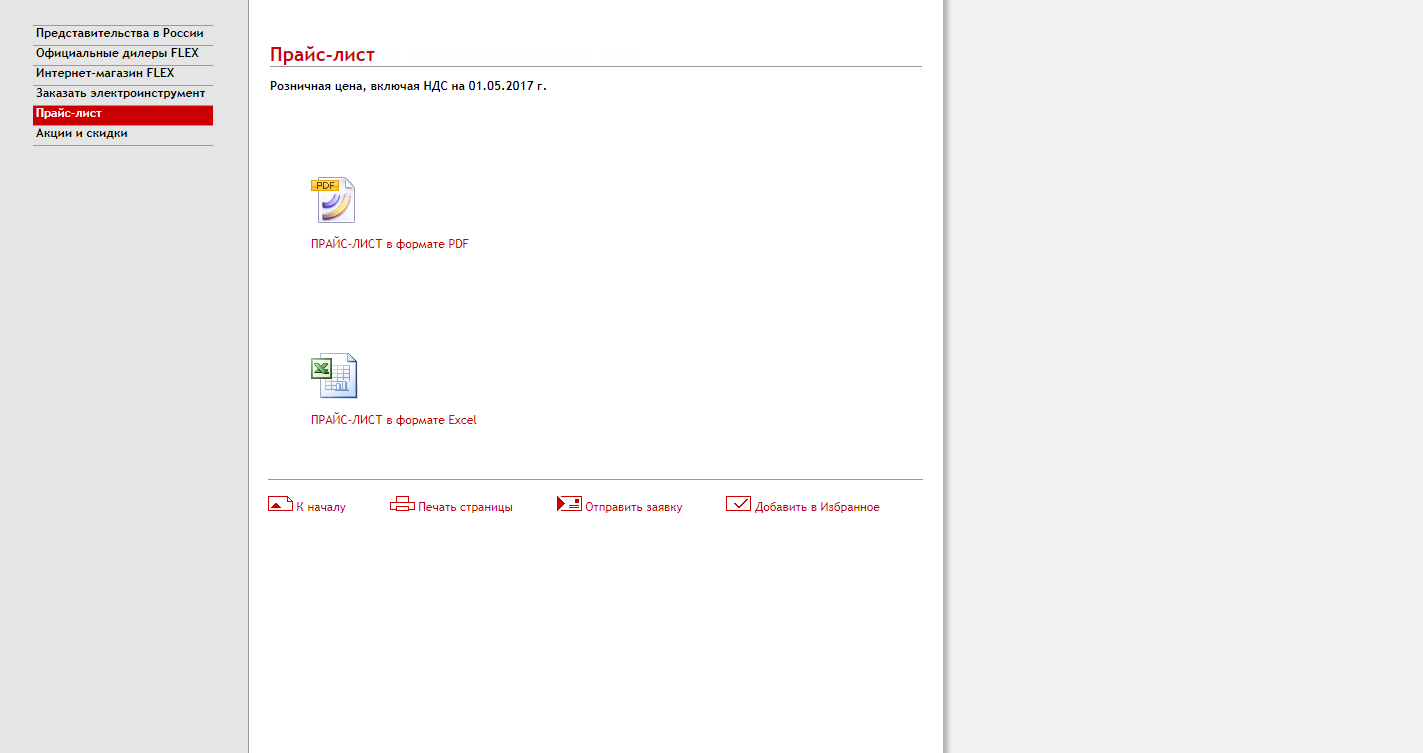 Представительства в России
Официальные дилеры FLEX
Интернет-магазин FLEX
Заказать электроинструмент
Прайс-лист
Акции и скидки
Прайс-лист
Розничная цена, включая НДС на 01.05.2017 г.
PDF
ПРАЙС-ЛИСТ в формате PDF
ПРАЙС-ЛИСТ в формате Excel
К началу
Печать страницы
Отправить заявку
Добавить в Избранное